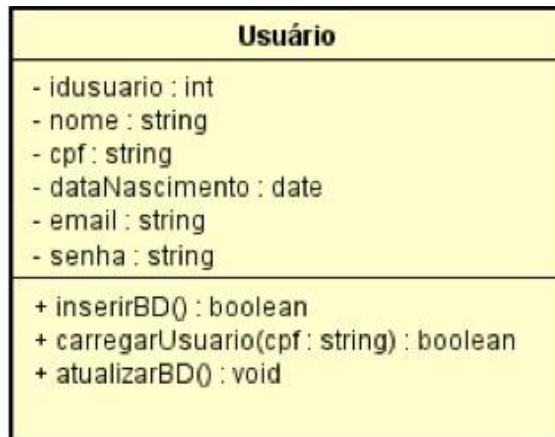 Usuário
- idusuario : int
- nome : string
- cpf : string
- dataNascimento : date
- email : string
- senha : string
+ inserirBD() : boolean
+ carregarUsuario(cpf : string) : boolean
+ atualizarBD() : void